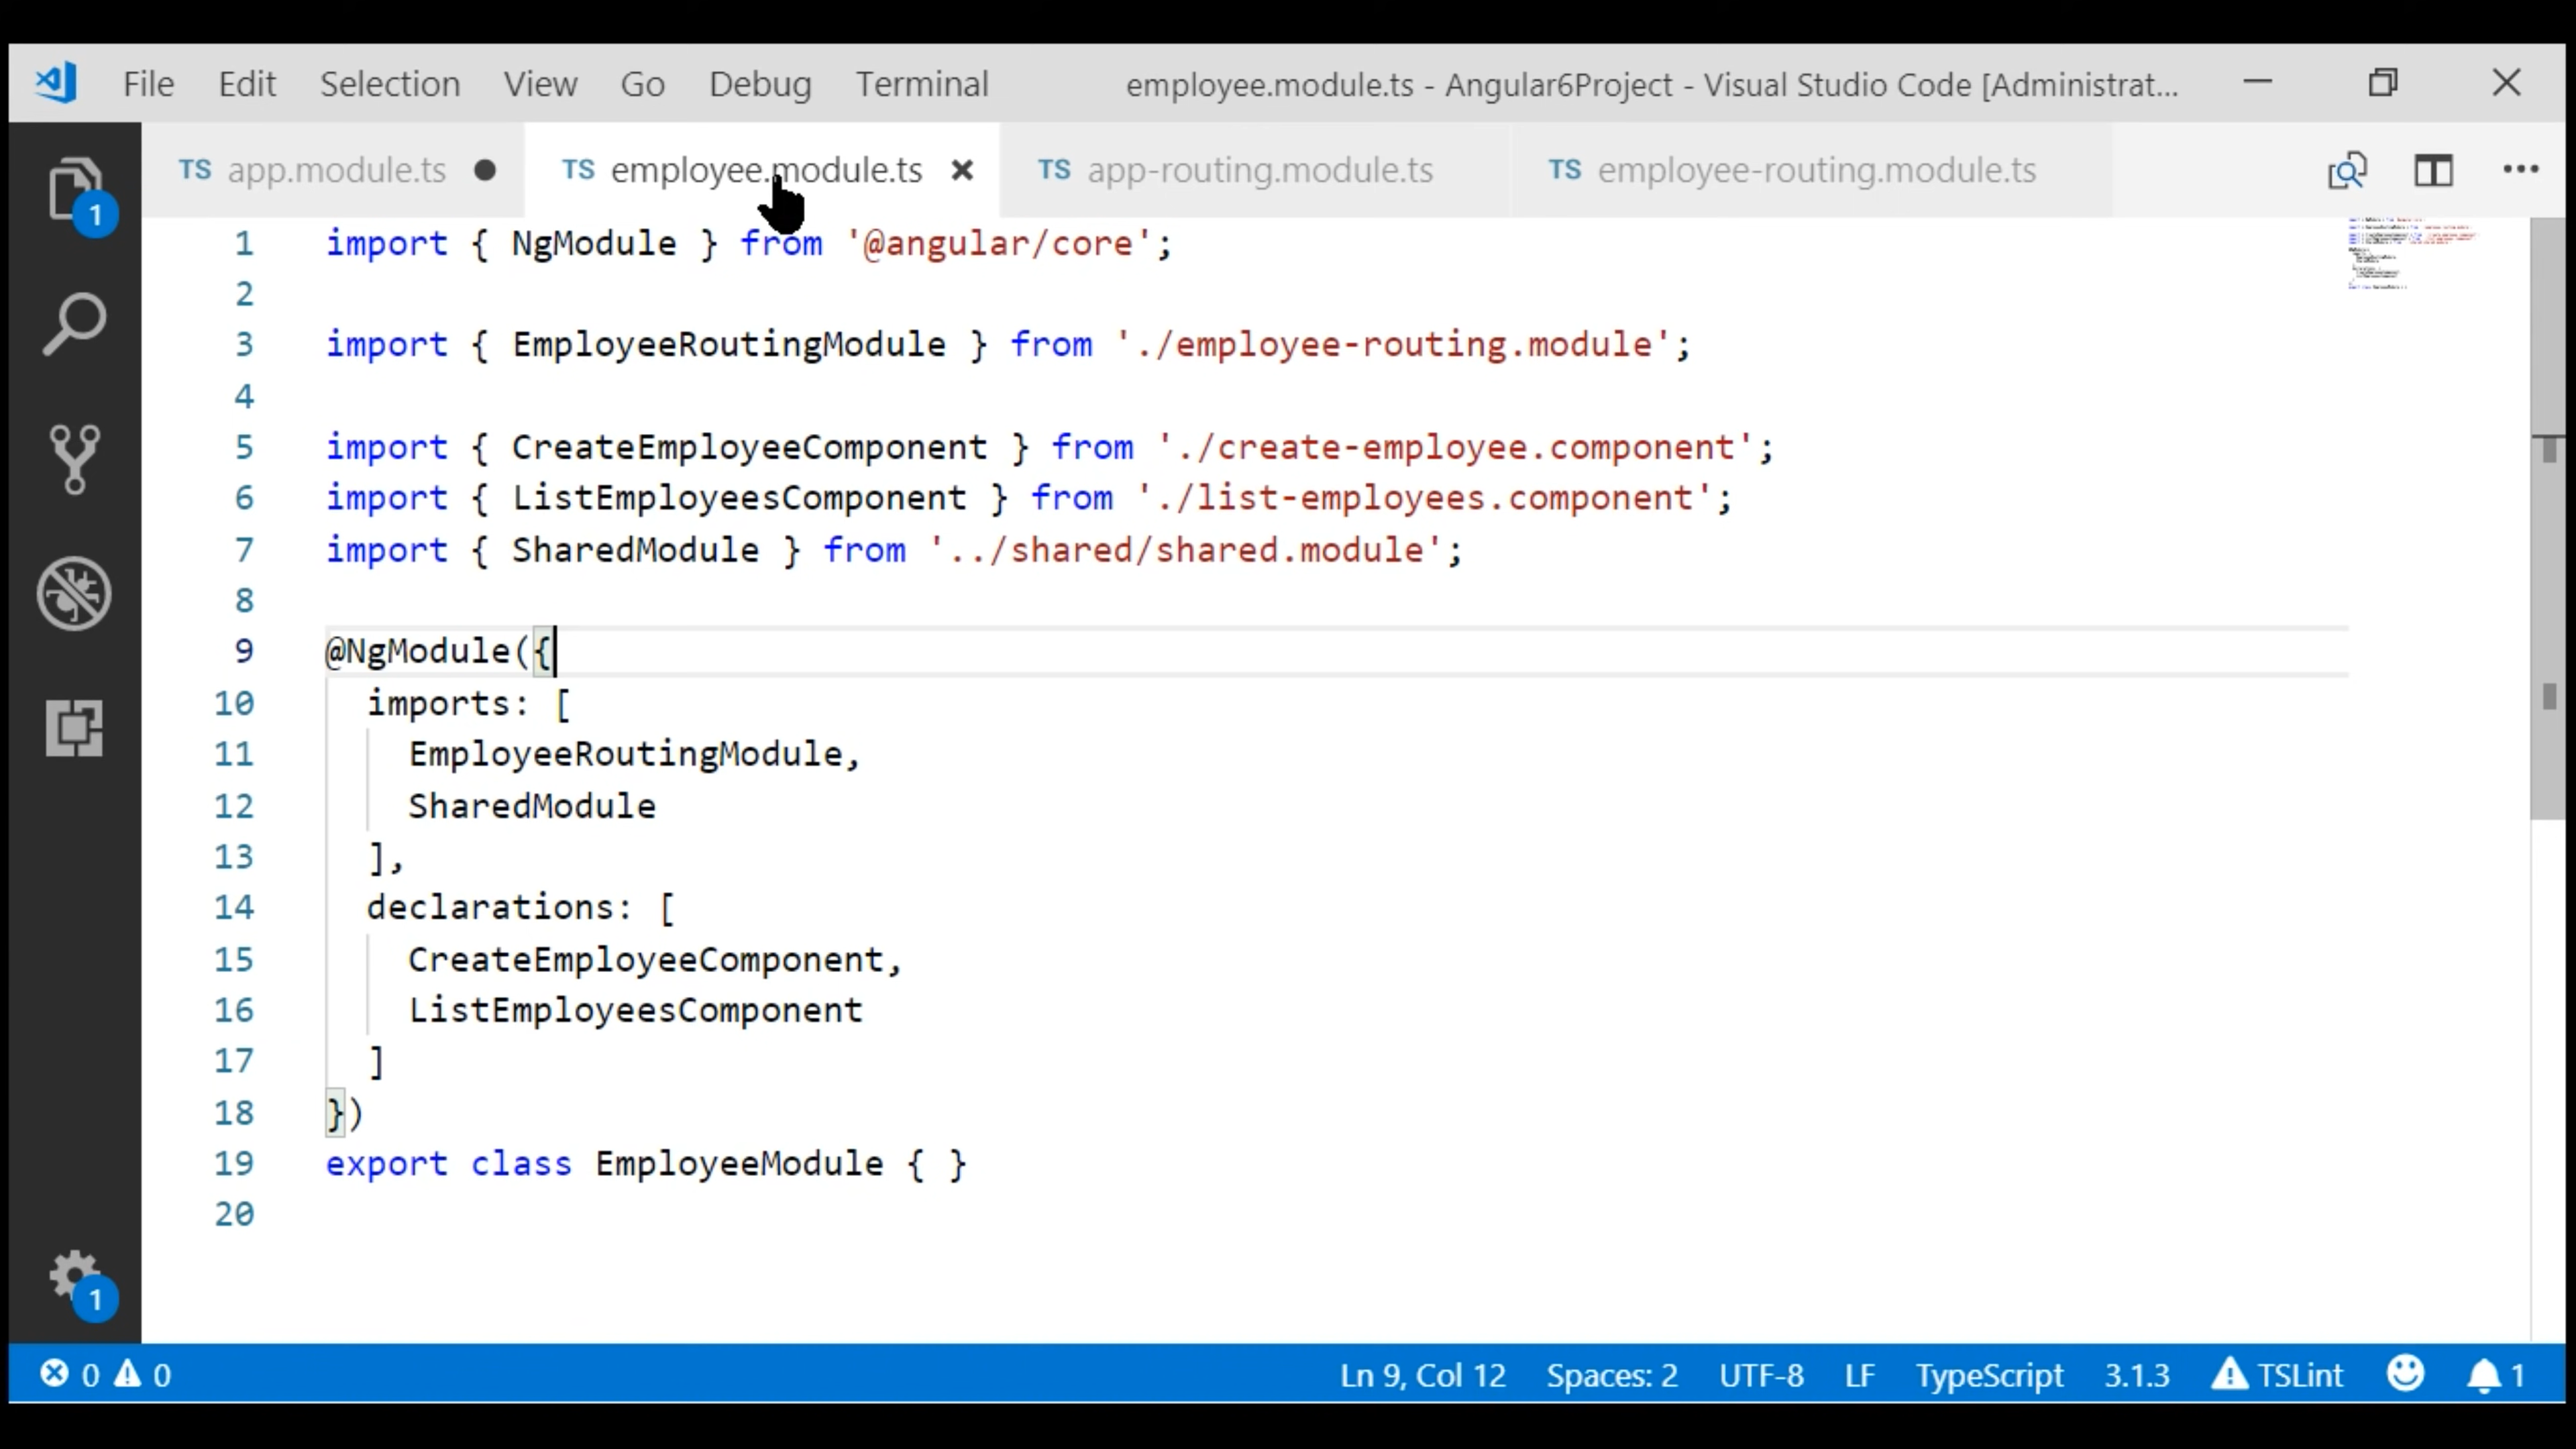 File Edit Selection View Go Debug Terminal employee.module.ts - Angular6Project - Visual Studio Code [Administrat...
TS app.module.ts TS employee.module.ts TS app-routing.module.ts TS employee-routing.module.ts
1 import { NgModule } from '@angular/core';
2
3 import { EmployeeRoutingModule } from './employee-routing.module';
4
5 import { CreateEmployeeComponent } from './create-employee.component';
6 import { ListEmployeesComponent } from './list-employees.component';
7 import { SharedModule } from '../shared/shared.module';
8
9 @NgModule({
10 imports: [
11 EmployeeRoutingModule,
12 SharedModule
13 ],
14 declarations: [
15 CreateEmployeeComponent,
16 ListEmployeesComponent
17 ]
18 })
19 export class EmployeeModule { }
20
1
1
0 0 Ln 9, Col 12 Spaces: 2 UTF-8 LF TypeScript 3.1.3 TSLint 1